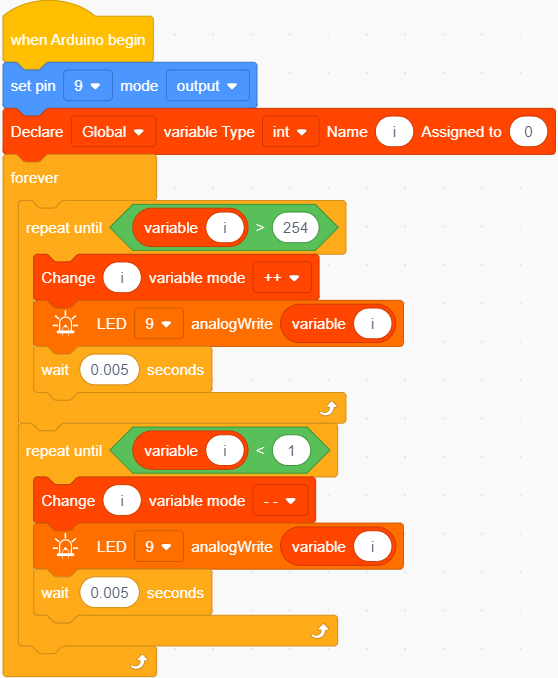 when Arduino begin
set pin 9 mode output
Declare Global variable Type int Name i Assigned to 0
forever
repeat until variable i > 254
Change i variable mode ++
LED 9 analogWrite variable i
wait 0.005 seconds
repeat until variable i < 1
Change i variable mode --
LED 9 analogWrite variable i
wait 0.005 seconds